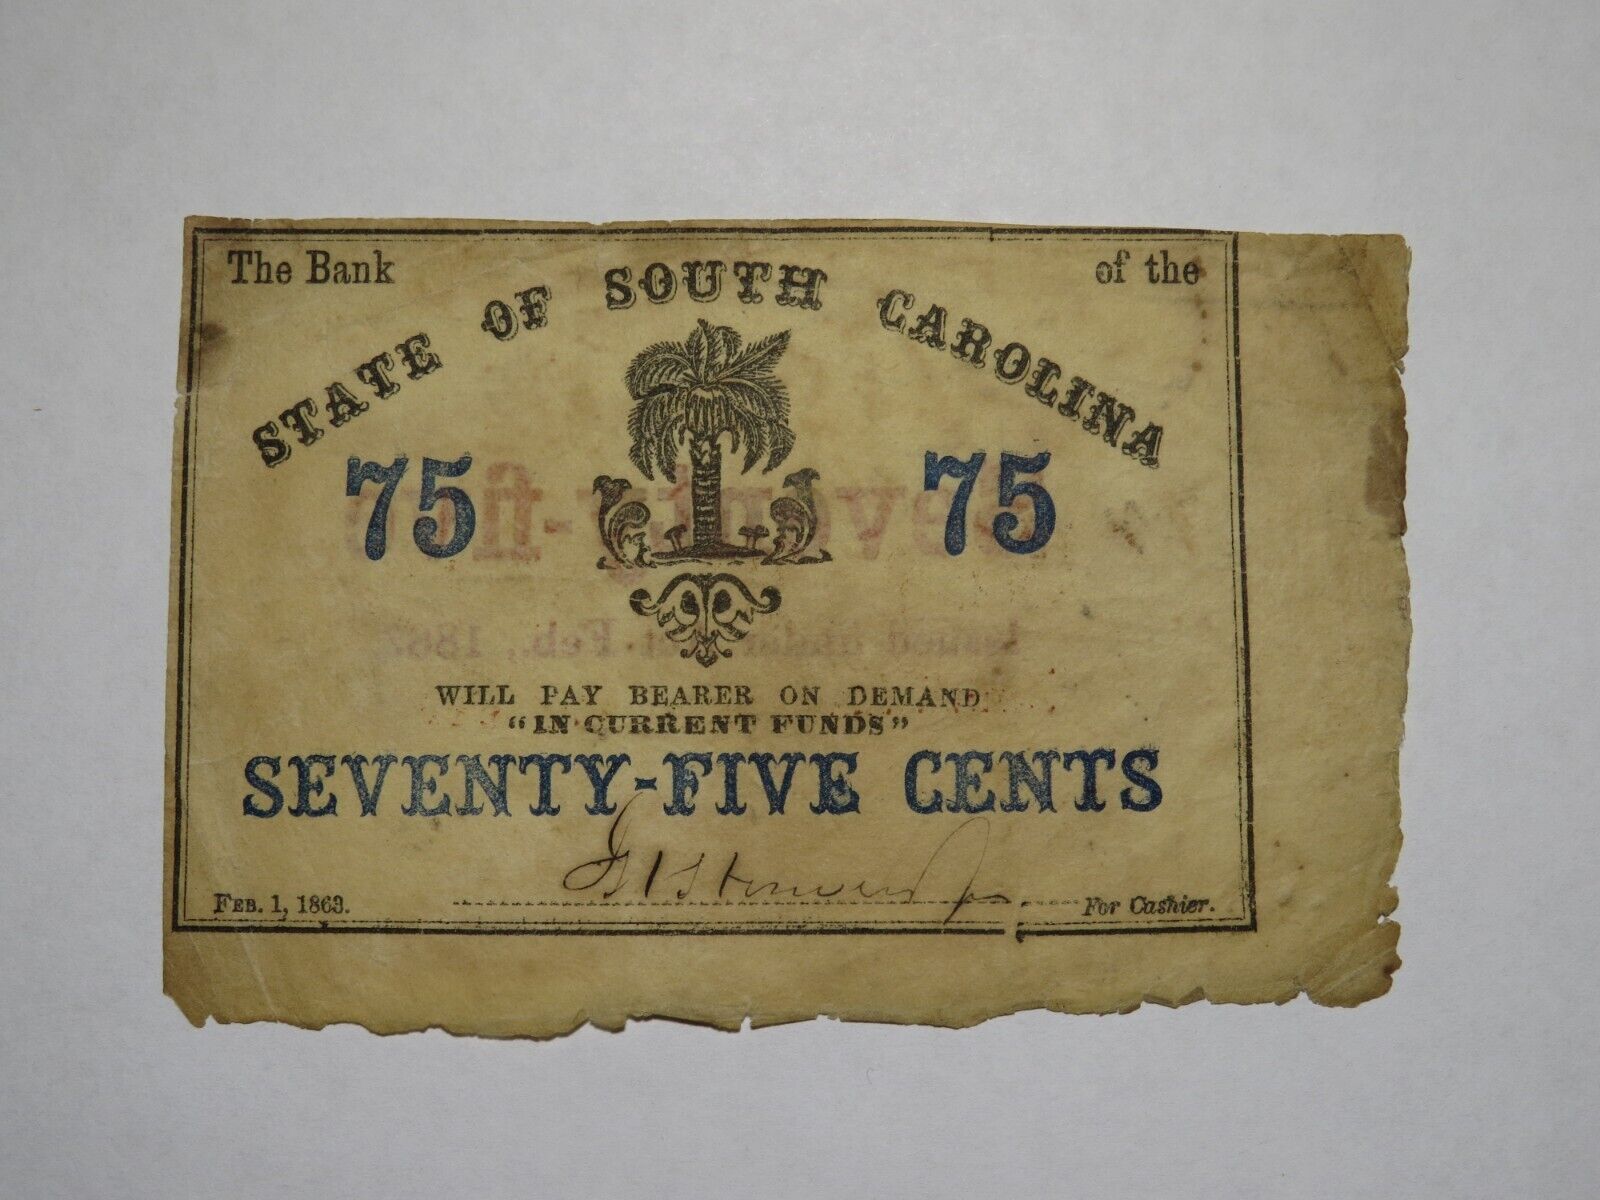 The Bank of the
STATE OF SOUTH CAROLINA
75 75
WILL PAY BEARER ON DEMAND
"IN CURRENT FUNDS"
SEVENTY-FIVE CENTS
FEB. 1, 1863. For Cashier.